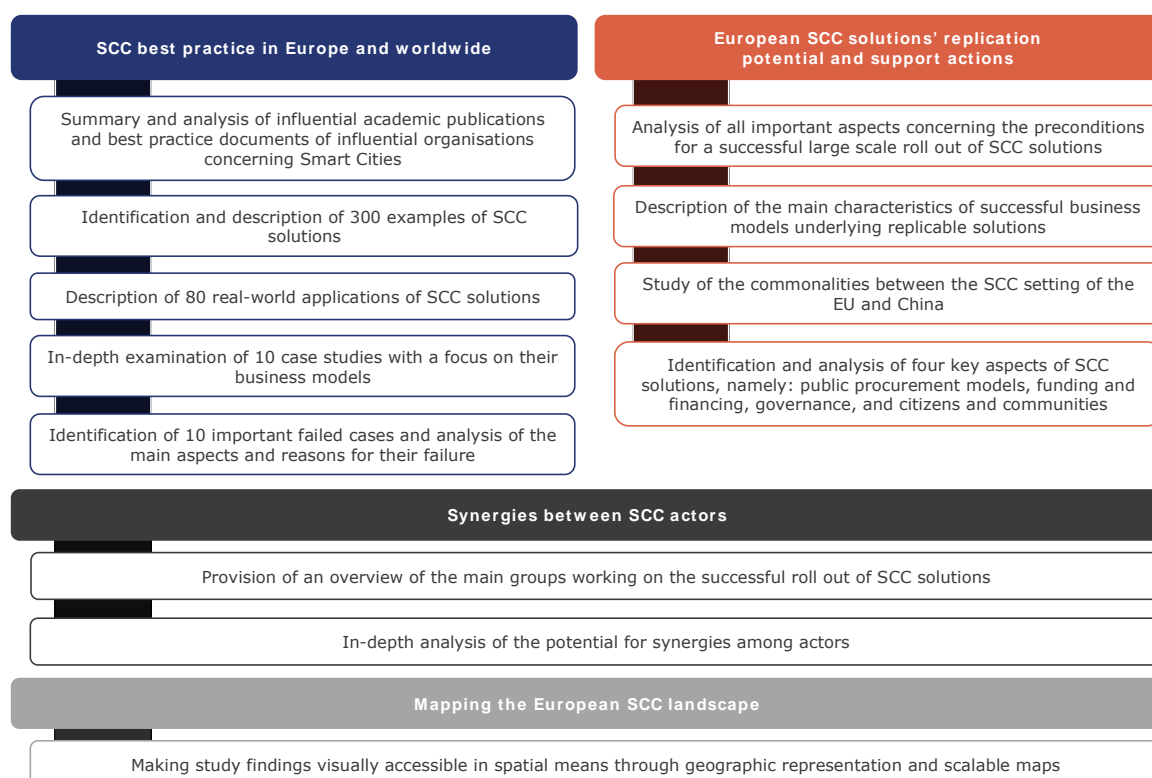 SCC best practice in Europe and worldwide
Summary and analysis of influential academic publications
and best practice documents of influential organisations
concerning Smart Cities
Identification and description of 300 examples of SCC
solutions
Description of 80 real-world applications of SCC solutions
In-depth examination of 10 case studies with a focus on their
business models
Identification of 10 important failed cases and analysis of the
main aspects and reasons for their failure
European SCC solutions’ replication
potential and support actions
Analysis of all important aspects concerning the preconditions
for a successful large scale roll out of SCC solutions
Description of the main characteristics of successful business
models underlying replicable solutions
Study of the commonalities between the SCC setting of the
EU and China
Identification and analysis of four key aspects of SCC
solutions, namely: public procurement models, funding and
financing, governance, and citizens and communities
Synergies between SCC actors
Provision of an overview of the main groups working on the successful roll out of SCC solutions
In-depth analysis of the potential for synergies among actors
Mapping the European SCC landscape
Making study findings visually accessible in spatial means through geographic representation and scalable maps